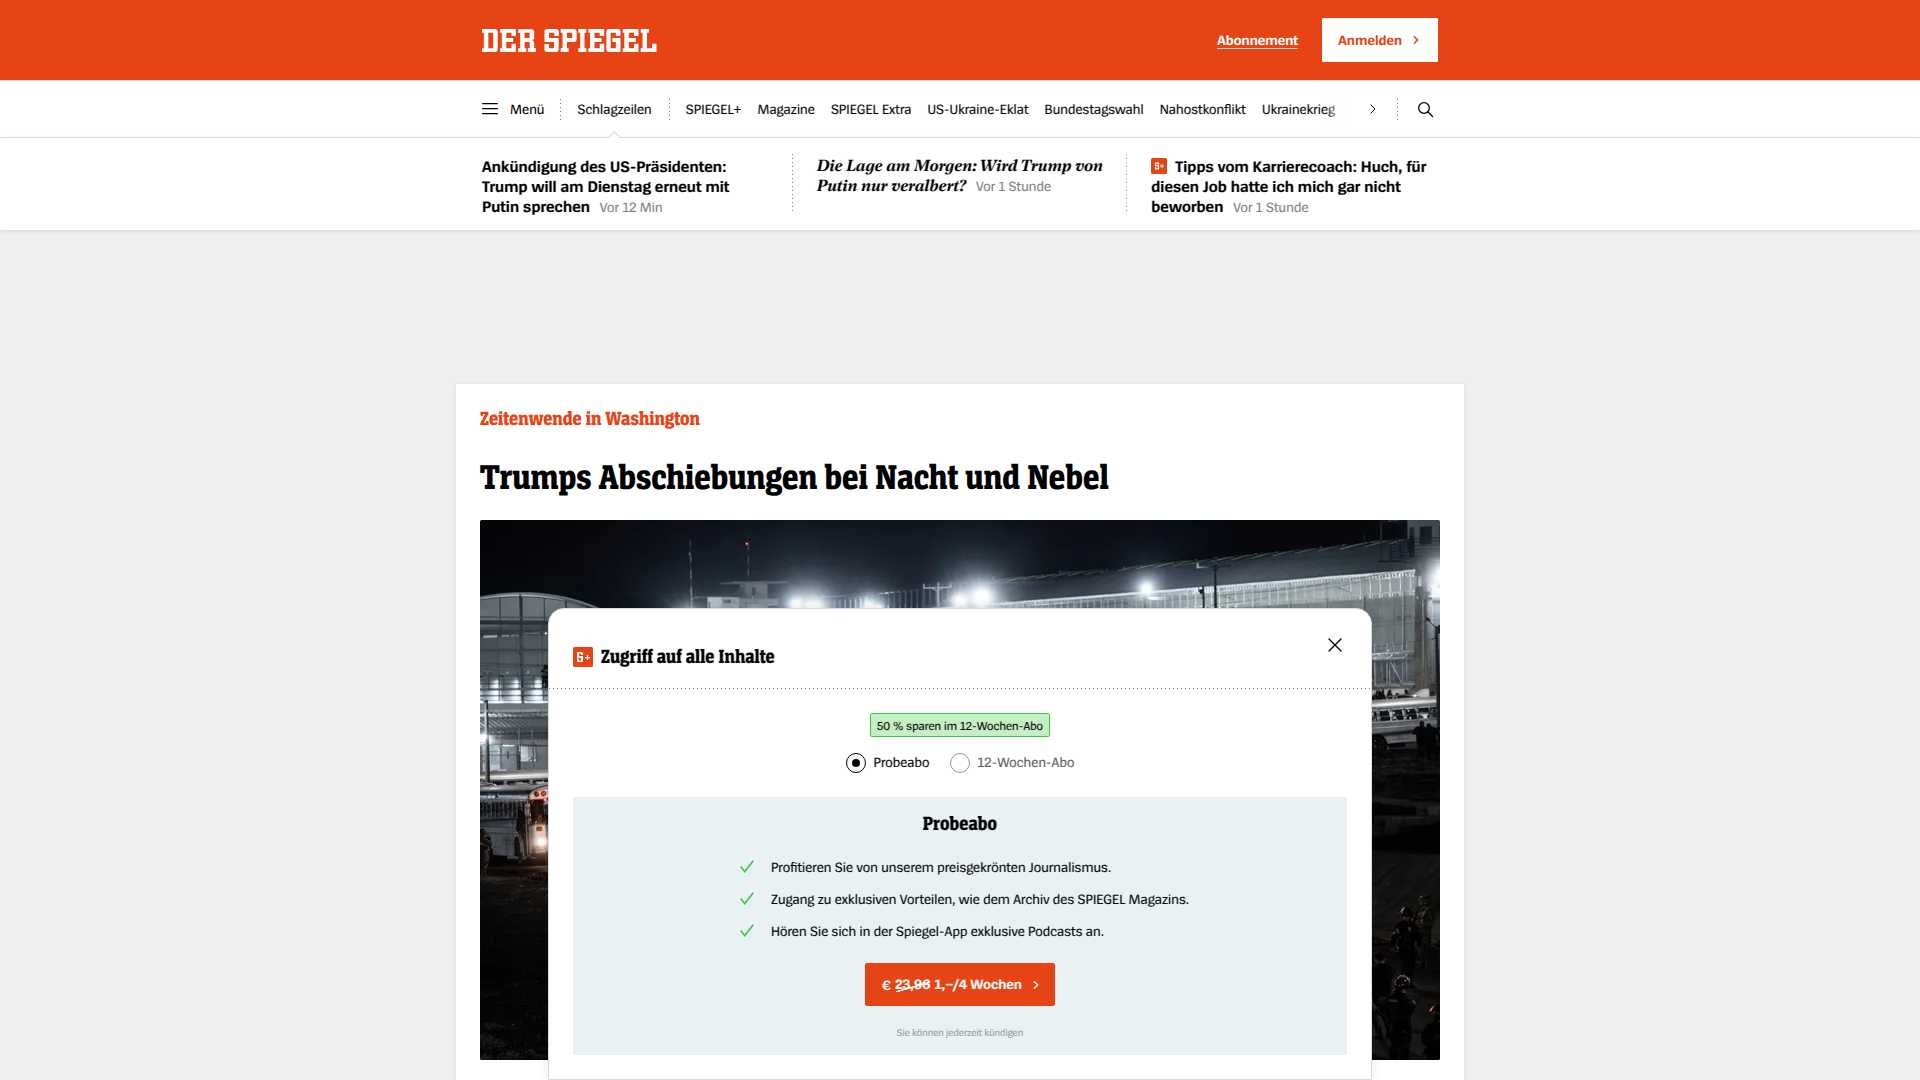 DER SPIEGEL
Abonnement
Anmelden
Menü
Schlagzeilen
SPIEGEL+
Magazine
SPIEGEL Extra
US-Ukraine-Eklat
Bundestagswahl
Nahostkonflikt
Ukrainekrieg
Ankündigung des US-Präsidenten:
Trump will am Dienstag erneut mit
Putin sprechen Vor 12 Min
Die Lage am Morgen: Wird Trump von
Putin nur veralbert? Vor 1 Stunde
S+ Tipps vom Karrierecoach: Huch, für
diesen Job hatte ich mich gar nicht
beworben Vor 1 Stunde
Zeitenwende in Washington
Trumps Abschiebungen bei Nacht und Nebel
S+ Zugriff auf alle Inhalte
50 % sparen im 12-Wochen-Abo
Probeabo
12-Wochen-Abo
Probeabo
Profitieren Sie von unserem preisgekrönten Journalismus.
Zugang zu exklusiven Vorteilen, wie dem Archiv des SPIEGEL Magazins.
Hören Sie sich in der Spiegel-App exklusive Podcasts an.
€ 23,96 1,–/4 Wochen
Sie können jederzeit kündigen